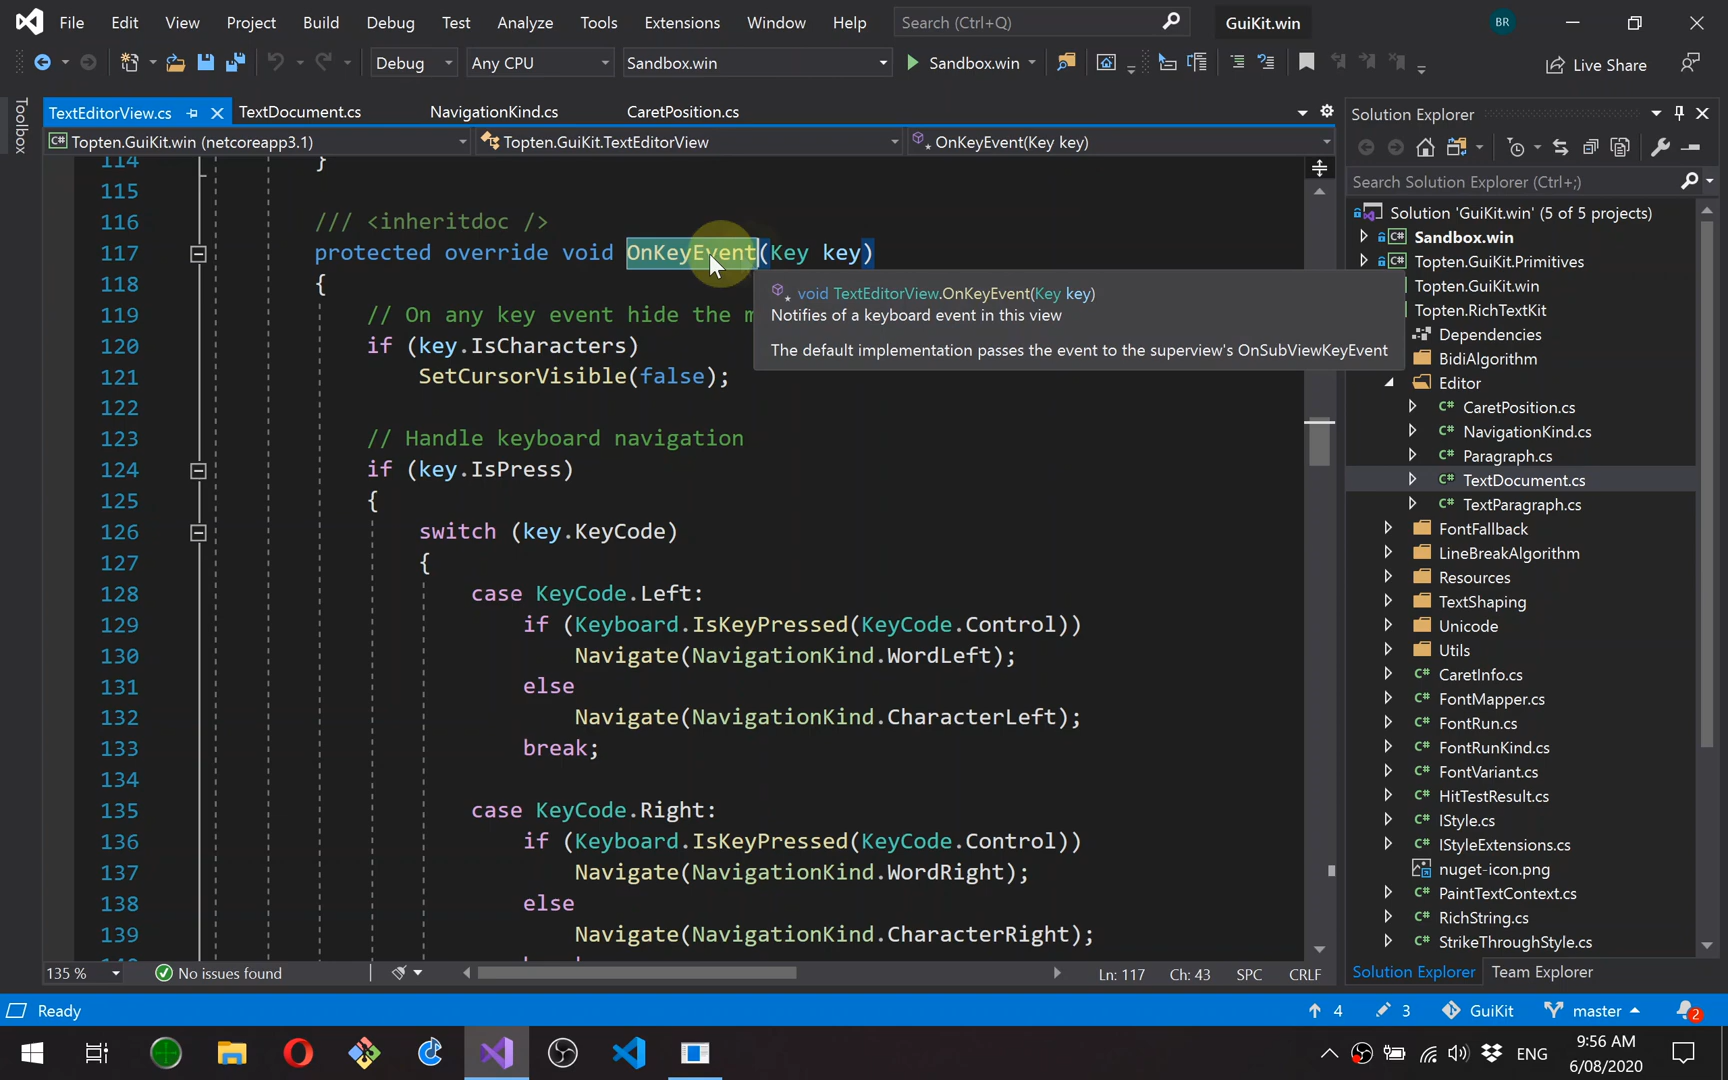 File Edit View Project Build Debug Test Analyze Tools Extensions Window Help Search (Ctrl+Q) GuiKit.win BR
Debug Any CPU Sandbox.win Sandbox.win Live Share
Toolbox
TextEditorView.cs TextDocument.cs NavigationKind.cs CaretPosition.cs
Topten.GuiKit.win (netcoreapp3.1) Topten.GuiKit.TextEditorView OnKeyEvent(Key key)
114 }
115
116 /// <inheritdoc />
117 protected override void OnKeyEvent(Key key)
118 {
119 // On any key event hide the m
120 if (key.IsCharacters)
121 SetCursorVisible(false);
122
123 // Handle keyboard navigation
124 if (key.IsPress)
125 {
126 switch (key.KeyCode)
127 {
128 case KeyCode.Left:
129 if (Keyboard.IsKeyPressed(KeyCode.Control))
130 Navigate(NavigationKind.WordLeft);
131 else
132 Navigate(NavigationKind.CharacterLeft);
133 break;
134
135 case KeyCode.Right:
136 if (Keyboard.IsKeyPressed(KeyCode.Control))
137 Navigate(NavigationKind.WordRight);
138 else
139 Navigate(NavigationKind.CharacterRight);
void TextEditorView.OnKeyEvent(Key key)
Notifies of a keyboard event in this view
The default implementation passes the event to the superview's OnSubViewKeyEvent
135 % No issues found Ln: 117 Ch: 43 SPC CRLF
Solution Explorer
Search Solution Explorer (Ctrl+;)
Solution 'GuiKit.win' (5 of 5 projects)
Sandbox.win
Topten.GuiKit.Primitives
Topten.GuiKit.win
Topten.RichTextKit
Dependencies
BidiAlgorithm
Editor
C# CaretPosition.cs
C# NavigationKind.cs
C# Paragraph.cs
C# TextDocument.cs
C# TextParagraph.cs
FontFallback
LineBreakAlgorithm
Resources
TextShaping
Unicode
Utils
C# CaretInfo.cs
C# FontMapper.cs
C# FontRun.cs
C# FontRunKind.cs
C# FontVariant.cs
C# HitTestResult.cs
C# IStyle.cs
C# IStyleExtensions.cs
nuget-icon.png
C# PaintTextContext.cs
C# RichString.cs
C# StrikeThroughStyle.cs
Solution Explorer Team Explorer
Ready 4 3 GuiKit master 2
ENG 9:56 AM
6/08/2020